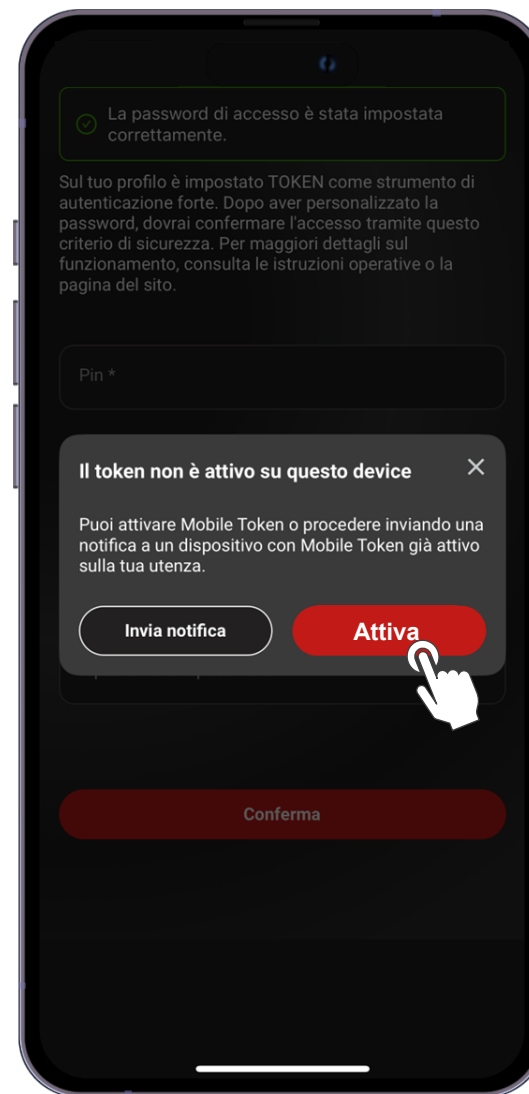 La password di accesso è stata impostata
correttamente.
Sul tuo profilo è impostato TOKEN come strumento di
autenticazione forte. Dopo aver personalizzato la
password, dovrai confermare l'accesso tramite questo
criterio di sicurezza. Per maggiori dettagli sul
funzionamento, consulta le istruzioni operative o la
pagina del sito.
Pin *
Il token non è attivo su questo device
Puoi attivare Mobile Token o procedere inviando una
notifica a un dispositivo con Mobile Token già attivo
sulla tua utenza.
Invia notifica
Attiva
Conferma